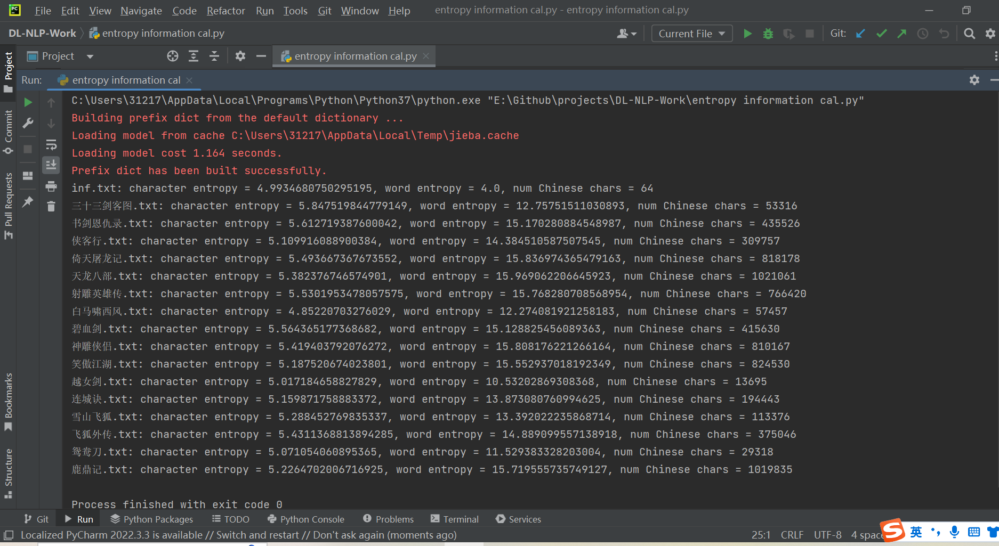 PC File Edit View Navigate Code Refactor Run Tools Git Window Help entropy information cal.py - entropy information cal.py
DL-NLP-Work entropy information cal.py Current File Git:
Project entropy information cal.py
Run: entropy information cal
C:\Users\31217\AppData\Local\Programs\Python\Python37\python.exe "E:\Github\projects\DL-NLP-Work\entropy information cal.py"
Building prefix dict from the default dictionary ...
Loading model from cache C:\Users\31217\AppData\Local\Temp\jieba.cache
Loading model cost 1.164 seconds.
Prefix dict has been built successfully.
inf.txt: character entropy = 4.9934680750295195, word entropy = 4.0, num Chinese chars = 64
三十三剑客图.txt: character entropy = 5.847519844779149, word entropy = 12.75751511030893, num Chinese chars = 53316
书剑恩仇录.txt: character entropy = 5.612719387600042, word entropy = 15.170280884548987, num Chinese chars = 435526
侠客行.txt: character entropy = 5.109916088900384, word entropy = 14.384510587507545, num Chinese chars = 309757
倚天屠龙记.txt: character entropy = 5.493667367673552, word entropy = 15.836974365479163, num Chinese chars = 818178
天龙八部.txt: character entropy = 5.382376746574901, word entropy = 15.969062206645923, num Chinese chars = 1021061
射雕英雄传.txt: character entropy = 5.5301953478057575, word entropy = 15.768280708568954, num Chinese chars = 766420
白马啸西风.txt: character entropy = 4.85220703276029, word entropy = 12.274081921258183, num Chinese chars = 57457
碧血剑.txt: character entropy = 5.564365177368682, word entropy = 15.128825456089363, num Chinese chars = 415630
神雕侠侣.txt: character entropy = 5.419403792076272, word entropy = 15.808176221266164, num Chinese chars = 810167
笑傲江湖.txt: character entropy = 5.187520674023801, word entropy = 15.552937018192349, num Chinese chars = 824530
越女剑.txt: character entropy = 5.017184658827829, word entropy = 10.53202869308368, num Chinese chars = 13695
连城诀.txt: character entropy = 5.159871758883372, word entropy = 13.873080760994625, num Chinese chars = 194443
雪山飞狐.txt: character entropy = 5.288452769835337, word entropy = 13.392022235868714, num Chinese chars = 113376
飞狐外传.txt: character entropy = 5.4311368813894285, word entropy = 14.889099557138918, num Chinese chars = 375046
鸳鸯刀.txt: character entropy = 5.071054060895365, word entropy = 11.529383328203004, num Chinese chars = 29318
鹿鼎记.txt: character entropy = 5.2264702006716925, word entropy = 15.719555735749127, num Chinese chars = 1019835
Process finished with exit code 0
Project
Commit
Pull Requests
Bookmarks
Structure
Git Run Python Packages TODO Python Console Problems Terminal Services
Localized PyCharm 2022.3.3 is available // Switch and restart // Don't ask again (moments ago) 25:1 CRLF UTF-8 4 space
S 英